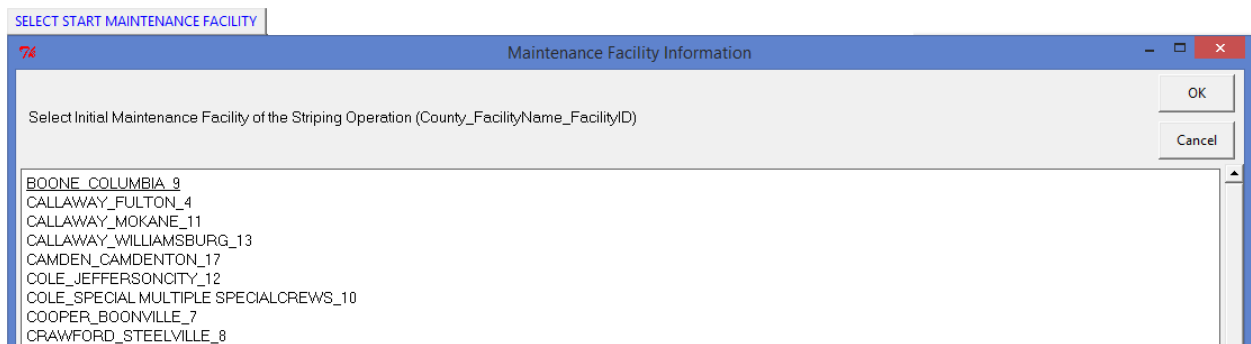 SELECT START MAINTENANCE FACILITY
Maintenance Facility Information
OK
Select Initial Maintenance Facility of the Striping Operation (County_FacilityName_FacilityID)
Cancel
BOONE_COLUMBIA_9
CALLAWAY_FULTON_4
CALLAWAY_MOKANE_11
CALLAWAY_WILLIAMSBURG_13
CAMDEN_CAMDENTON_17
COLE_JEFFERSONCITY_12
COLE_SPECIAL MULTIPLE SPECIALCREWS_10
COOPER_BOONVILLE_7
CRAWFORD_STEELVILLE_8